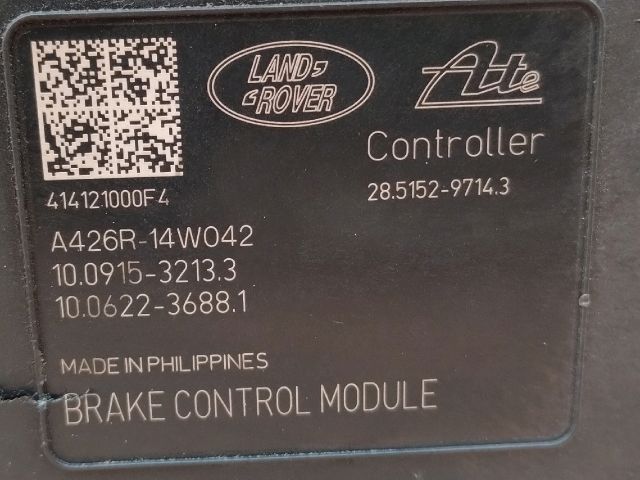 LAND-
-ROVER
Ate
Controller
28.5152-9714.3
414121000F4
A426R-14W042
10.0915-3213.3
10.0622-3688.1
MADE IN PHILIPPINES
BRAKE CONTROL MODULE